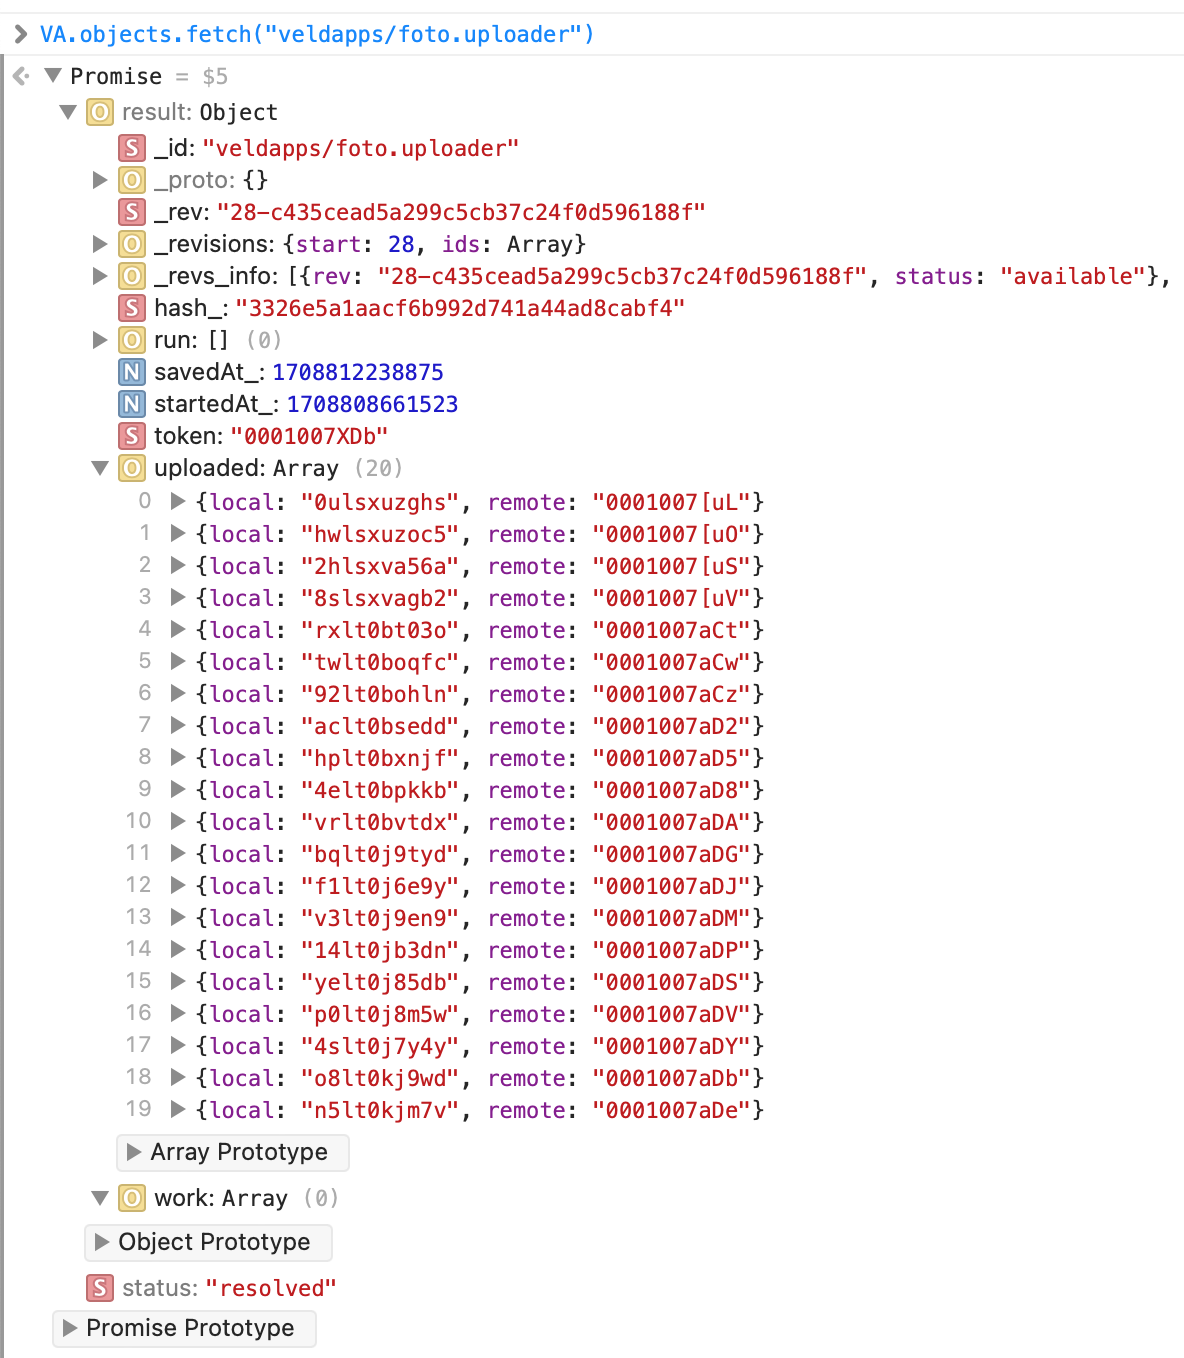 VA.objects.fetch("veldapps/foto.uploader")
Promise = $5
O result: Object
S _id: "veldapps/foto.uploader"
O _proto: {}
S _rev: "28-c435cead5a299c5cb37c24f0d596188f"
O _revisions: {start: 28, ids: Array}
O _revs_info: [{rev: "28-c435cead5a299c5cb37c24f0d596188f", status: "available"},
S hash_: "3326e5a1aacf6b992d741a44ad8cabf4"
O run: [] (0)
N savedAt_: 1708812238875
N startedAt_: 1708808661523
S token: "0001007XDb"
O uploaded: Array (20)
0 {local: "0ulsxuzghs", remote: "0001007[uL"}
1 {local: "hwlsxuzoc5", remote: "0001007[uO"}
2 {local: "2hlsxva56a", remote: "0001007[uS"}
3 {local: "8slsxvagb2", remote: "0001007[uV"}
4 {local: "rxlt0bt03o", remote: "0001007aCt"}
5 {local: "twlt0boqfc", remote: "0001007aCw"}
6 {local: "92lt0bohln", remote: "0001007aCz"}
7 {local: "aclt0bsedd", remote: "0001007aD2"}
8 {local: "hplt0bxnjf", remote: "0001007aD5"}
9 {local: "4elt0bpkkb", remote: "0001007aD8"}
10 {local: "vrlt0bvtdx", remote: "0001007aDA"}
11 {local: "bqlt0j9tyd", remote: "0001007aDG"}
12 {local: "f1lt0j6e9y", remote: "0001007aDJ"}
13 {local: "v3lt0j9en9", remote: "0001007aDM"}
14 {local: "14lt0jb3dn", remote: "0001007aDP"}
15 {local: "yelt0j85db", remote: "0001007aDS"}
16 {local: "p0lt0j8m5w", remote: "0001007aDV"}
17 {local: "4slt0j7y4y", remote: "0001007aDY"}
18 {local: "o8lt0kj9wd", remote: "0001007aDb"}
19 {local: "n5lt0kjm7v", remote: "0001007aDe"}
Array Prototype
O work: Array (0)
Object Prototype
S status: "resolved"
Promise Prototype